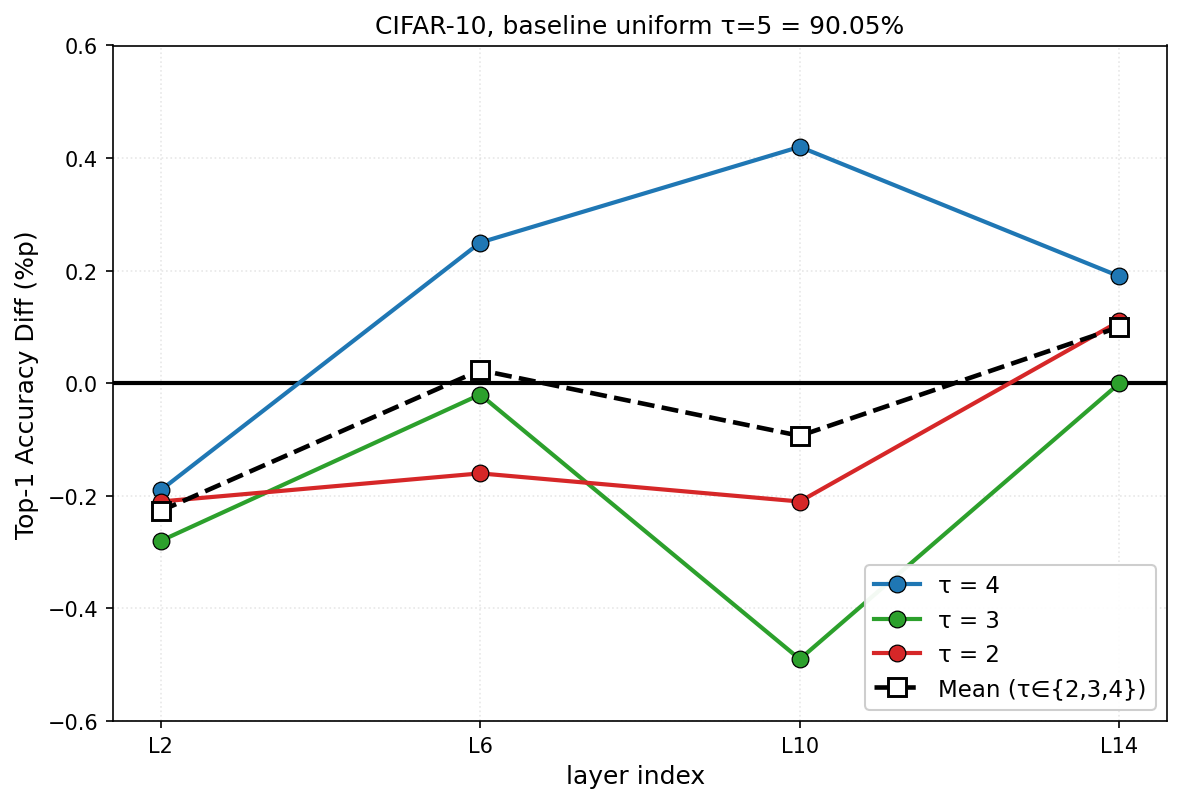 CIFAR-10, baseline uniform τ=5 = 90.05%
Top-1 Accuracy Diff (%p)
0.6
0.4
0.2
0.0
−0.2
−0.4
−0.6
τ = 4
τ = 3
τ = 2
Mean (τ∈{2,3,4})
L2
L6
L10
L14
layer index